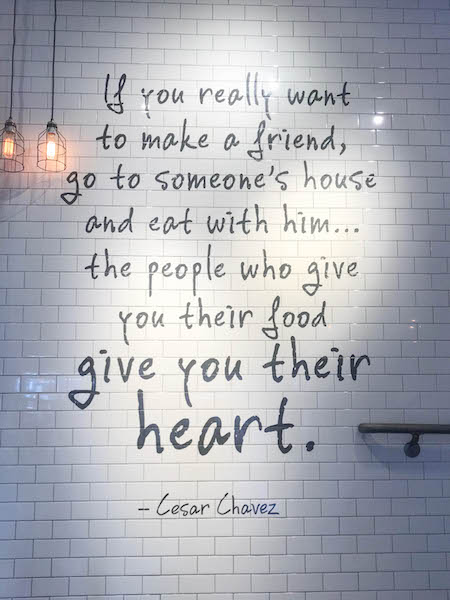 If you really want
to make a friend,
go to someone's house
and eat with him...
the people who give
you their food
give you their
heart.
- Cesar Chavez